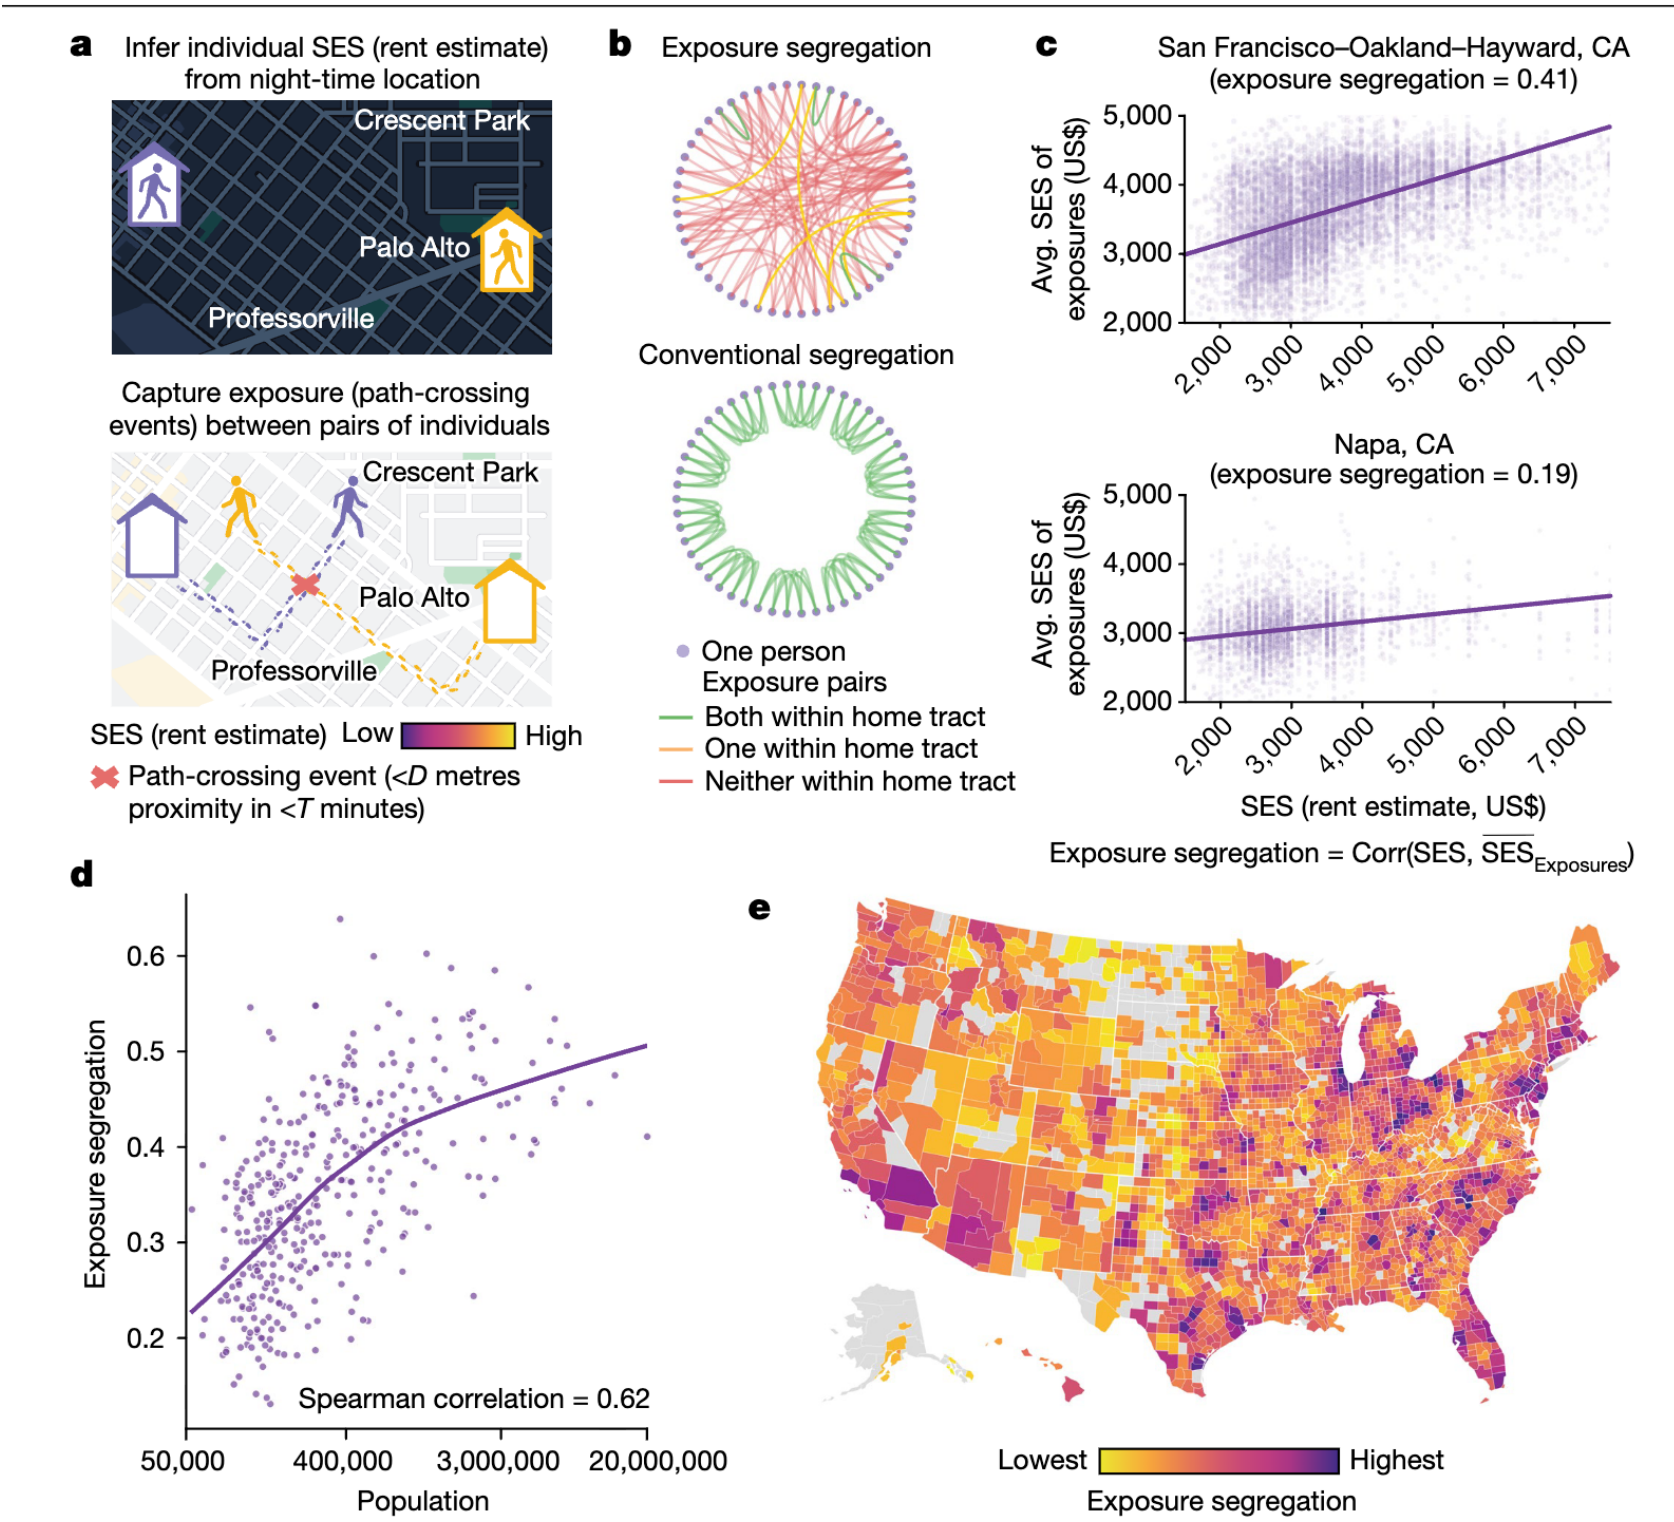 a
Infer individual SES (rent estimate)
from night-time location
Crescent Park
Palo Alto
Professorville
Capture exposure (path-crossing
events) between pairs of individuals
Crescent Park
Palo Alto
Professorville
SES (rent estimate) Low High
Path-crossing event (<D metres
proximity in <T minutes)
b
Exposure segregation
Conventional segregation
One person
Exposure pairs
Both within home tract
One within home tract
Neither within home tract
c
San Francisco–Oakland–Hayward, CA
(exposure segregation = 0.41)
Avg. SES of
exposures (US$)
5,000
4,000
3,000
2,000
2,000 3,000 4,000 5,000 6,000 7,000
Napa, CA
(exposure segregation = 0.19)
Avg. SES of
exposures (US$)
5,000
4,000
3,000
2,000
2,000 3,000 4,000 5,000 6,000 7,000
SES (rent estimate, US$)
Exposure segregation = Corr(SES, S̅E̅S̅Exposures)
d
Exposure segregation
0.6
0.5
0.4
0.3
0.2
Spearman correlation = 0.62
50,000 400,000 3,000,000 20,000,000
Population
e
Lowest Highest
Exposure segregation